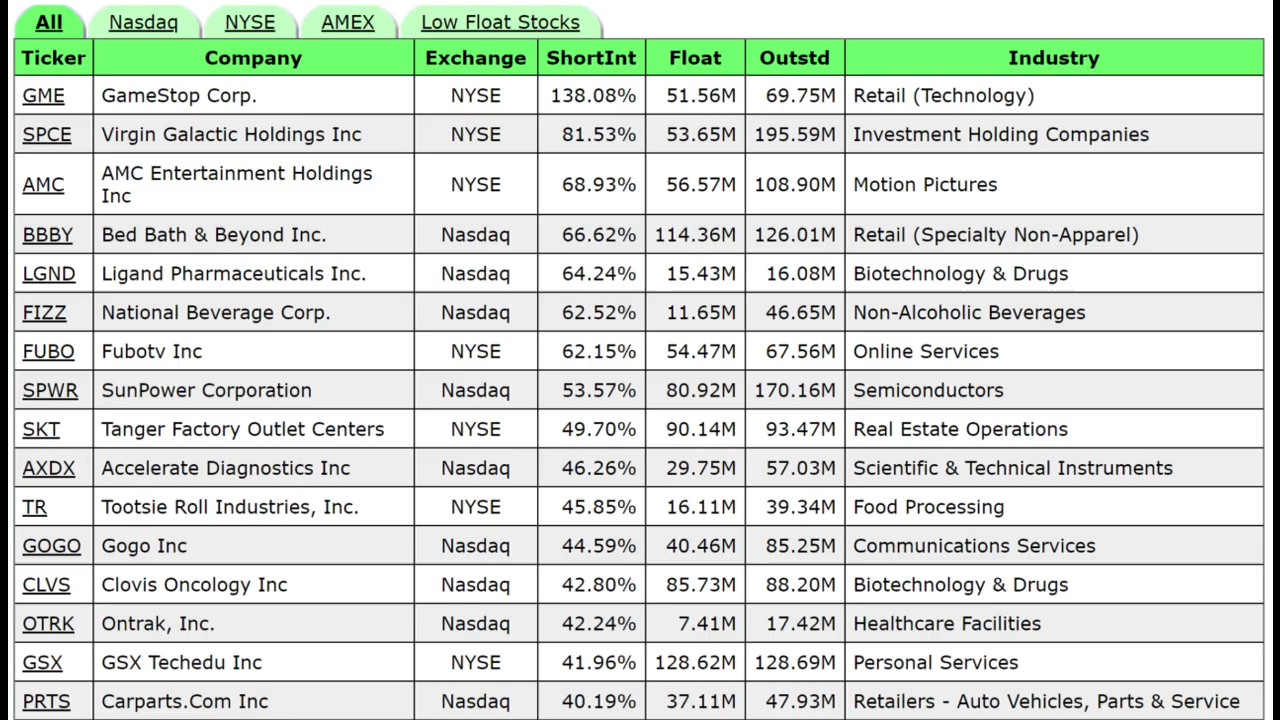 All Nasdaq NYSE AMEX Low Float Stocks
Ticker Company Exchange ShortInt Float Outstd Industry
GME GameStop Corp. NYSE 138.08% 51.56M 69.75M Retail (Technology)
SPCE Virgin Galactic Holdings Inc NYSE 81.53% 53.65M 195.59M Investment Holding Companies
AMC AMC Entertainment Holdings Inc NYSE 68.93% 56.57M 108.90M Motion Pictures
BBBY Bed Bath & Beyond Inc. Nasdaq 66.62% 114.36M 126.01M Retail (Specialty Non-Apparel)
LGND Ligand Pharmaceuticals Inc. Nasdaq 64.24% 15.43M 16.08M Biotechnology & Drugs
FIZZ National Beverage Corp. Nasdaq 62.52% 11.65M 46.65M Non-Alcoholic Beverages
FUBO Fubotv Inc NYSE 62.15% 54.47M 67.56M Online Services
SPWR SunPower Corporation Nasdaq 53.57% 80.92M 170.16M Semiconductors
SKT Tanger Factory Outlet Centers NYSE 49.70% 90.14M 93.47M Real Estate Operations
AXDX Accelerate Diagnostics Inc Nasdaq 46.26% 29.75M 57.03M Scientific & Technical Instruments
TR Tootsie Roll Industries, Inc. NYSE 45.85% 16.11M 39.34M Food Processing
GOGO Gogo Inc Nasdaq 44.59% 40.46M 85.25M Communications Services
CLVS Clovis Oncology Inc Nasdaq 42.80% 85.73M 88.20M Biotechnology & Drugs
OTRK Ontrak, Inc. Nasdaq 42.24% 7.41M 17.42M Healthcare Facilities
GSX GSX Techedu Inc NYSE 41.96% 128.62M 128.69M Personal Services
PRTS Carparts.Com Inc Nasdaq 40.19% 37.11M 47.93M Retailers - Auto Vehicles, Parts & Service